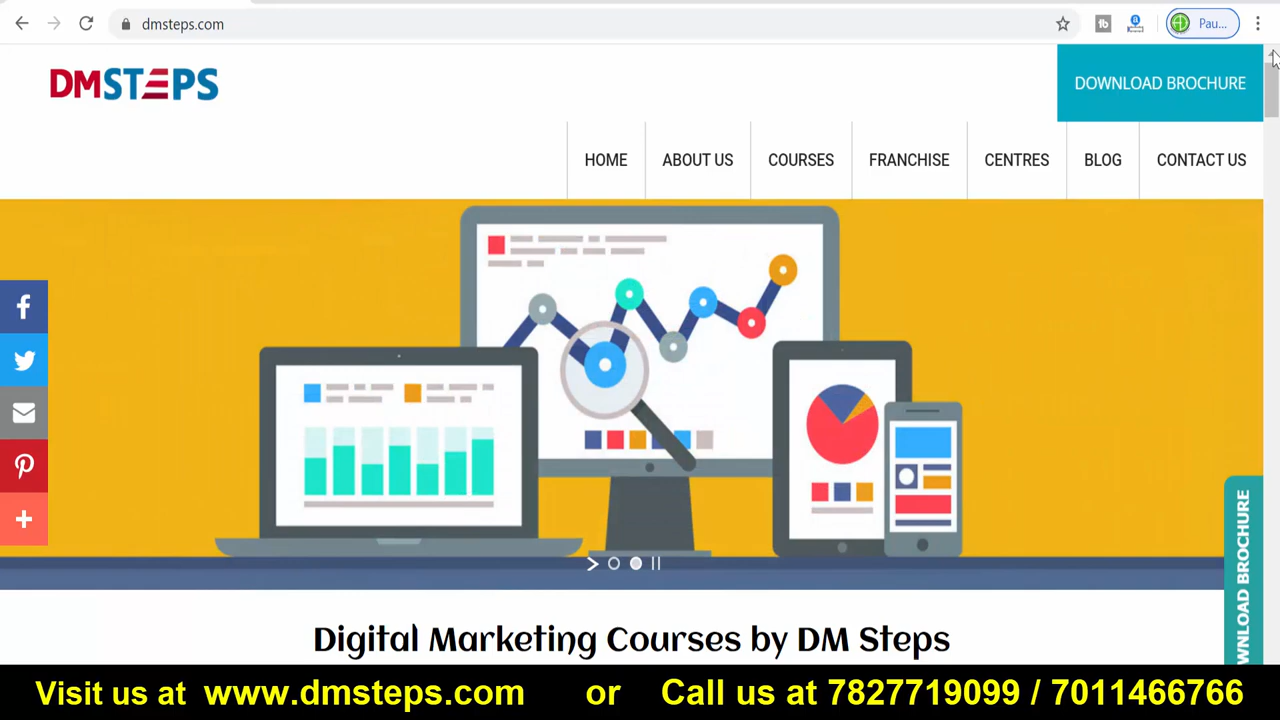 dmsteps.com
Pau...
DMSTEPS
DOWNLOAD BROCHURE
HOME
ABOUT US
COURSES
FRANCHISE
CENTRES
BLOG
CONTACT US
WNLOAD BROCHURE
Digital Marketing Courses by DM Steps
Visit us at www.dmsteps.com or Call us at 7827719099 / 7011466766